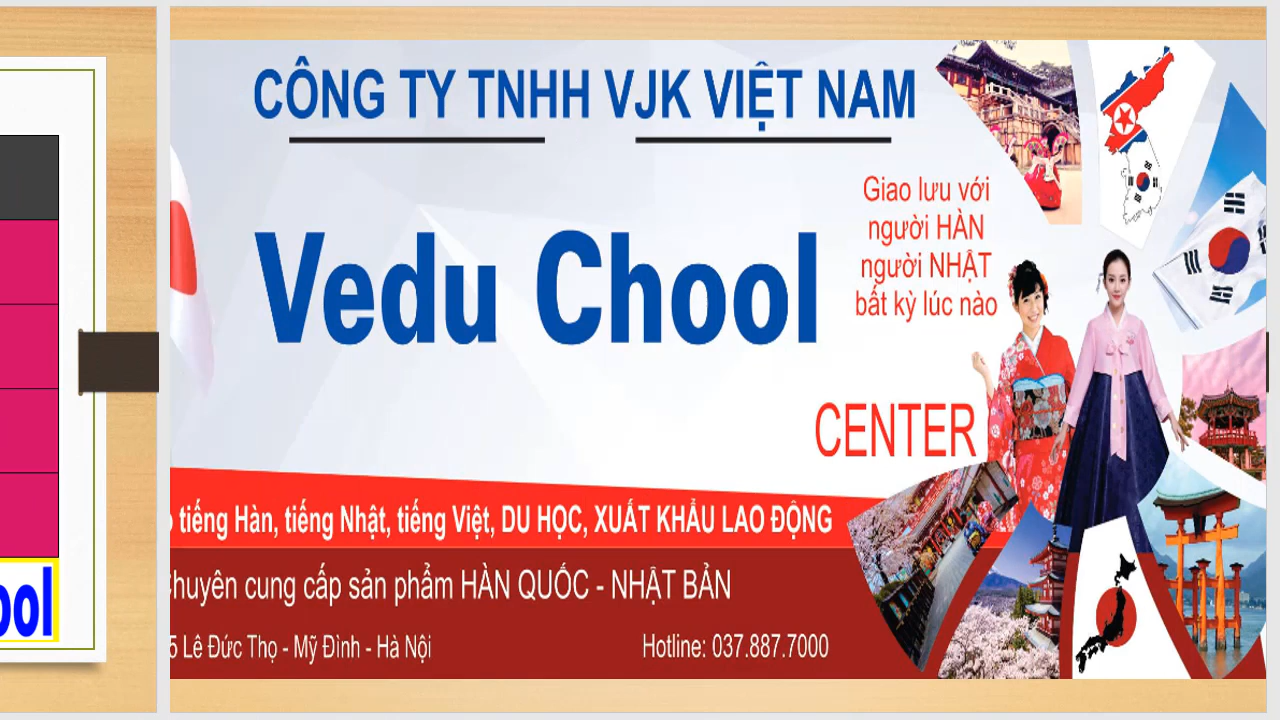 CÔNG TY TNHH VJK VIỆT NAM
Giao lưu với
người HÀN
người NHẬT
bất kỳ lúc nào
Vedu Chool
CENTER
tiếng Hàn, tiếng Nhật, tiếng Việt, DU HỌC, XUẤT KHẨU LAO ĐỘNG
Chuyên cung cấp sản phẩm HÀN QUỐC - NHẬT BẢN
5 Lê Đức Thọ - Mỹ Đình - Hà Nội
Hotline: 037.887.7000
ool